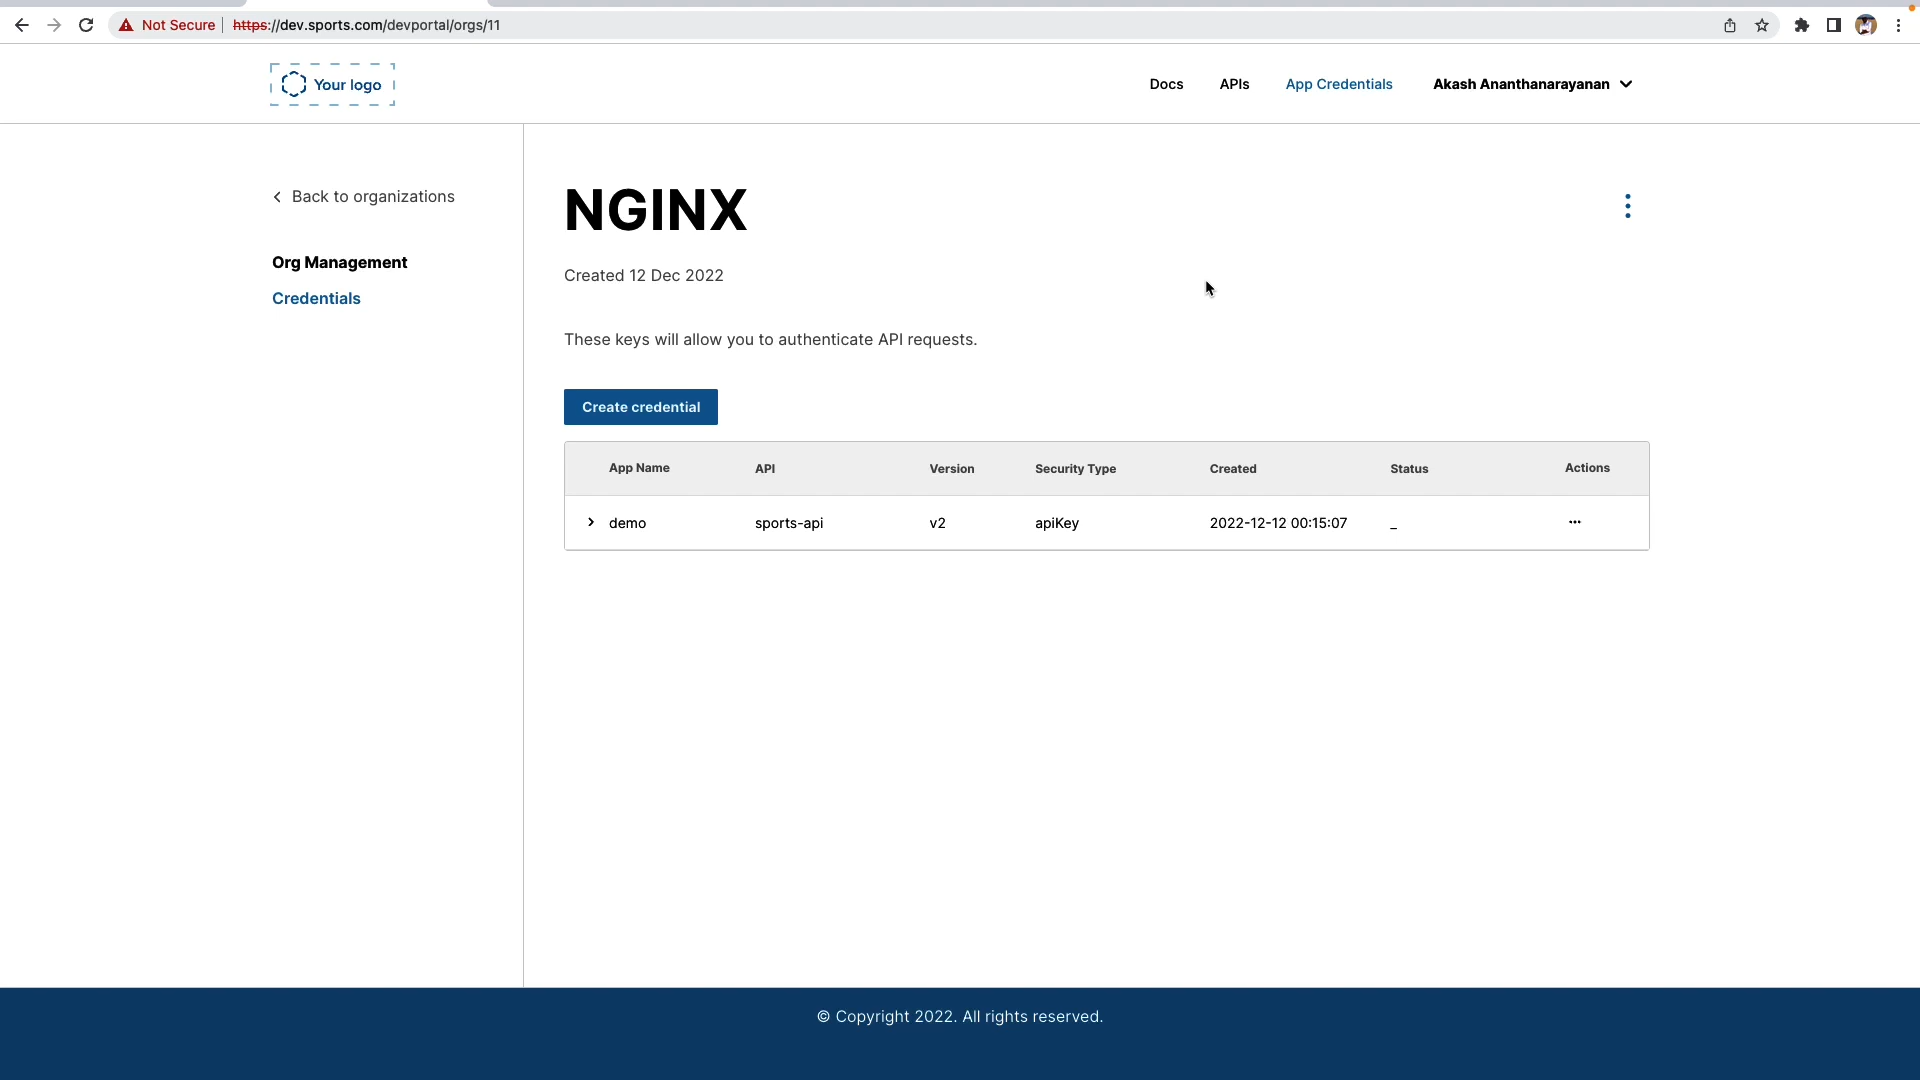 Not Secure https://dev.sports.com/devportal/orgs/11
Your logo
Docs APIs App Credentials Akash Ananthanarayanan
Back to organizations
Org Management
Credentials
NGINX
Created 12 Dec 2022
These keys will allow you to authenticate API requests.
Create credential
App Name API Version Security Type Created Status Actions
demo sports-api v2 apiKey 2022-12-12 00:15:07 _ ···
© Copyright 2022. All rights reserved.